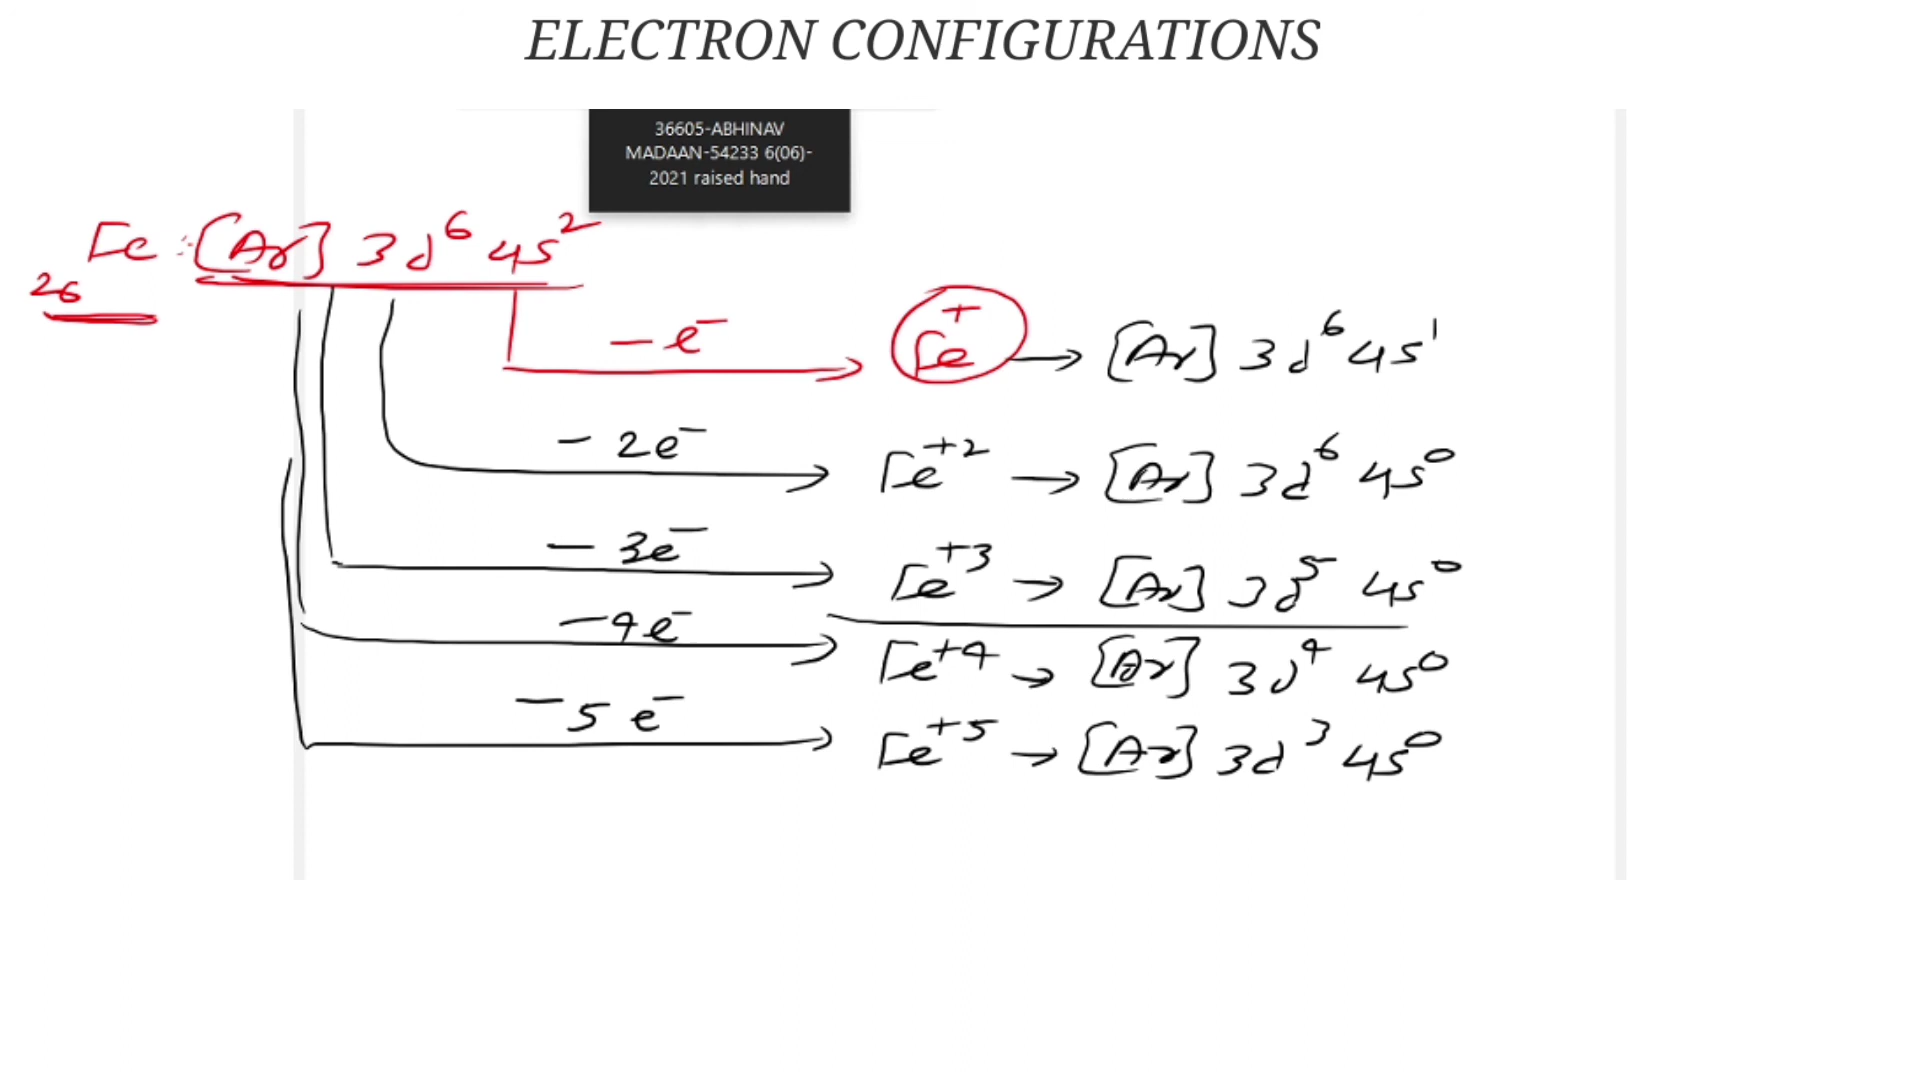 ELECTRON CONFIGURATIONS
36605-ABHINAV
MADAAN-54233 6(06)-
2021 raised hand
Fe : [Ar] 3d⁶ 4s²
26
— e⁻ Fe⁺ → [Ar] 3d⁶ 4s¹
— 2e⁻ Fe⁺² → [Ar] 3d⁶ 4s⁰
— 3e⁻ Fe⁺³ → [Ar] 3d⁵ 4s⁰
— 4e⁻ Fe⁺⁴ → [Ar] 3d⁴ 4s⁰
— 5e⁻ Fe⁺⁵ → [Ar] 3d³ 4s⁰